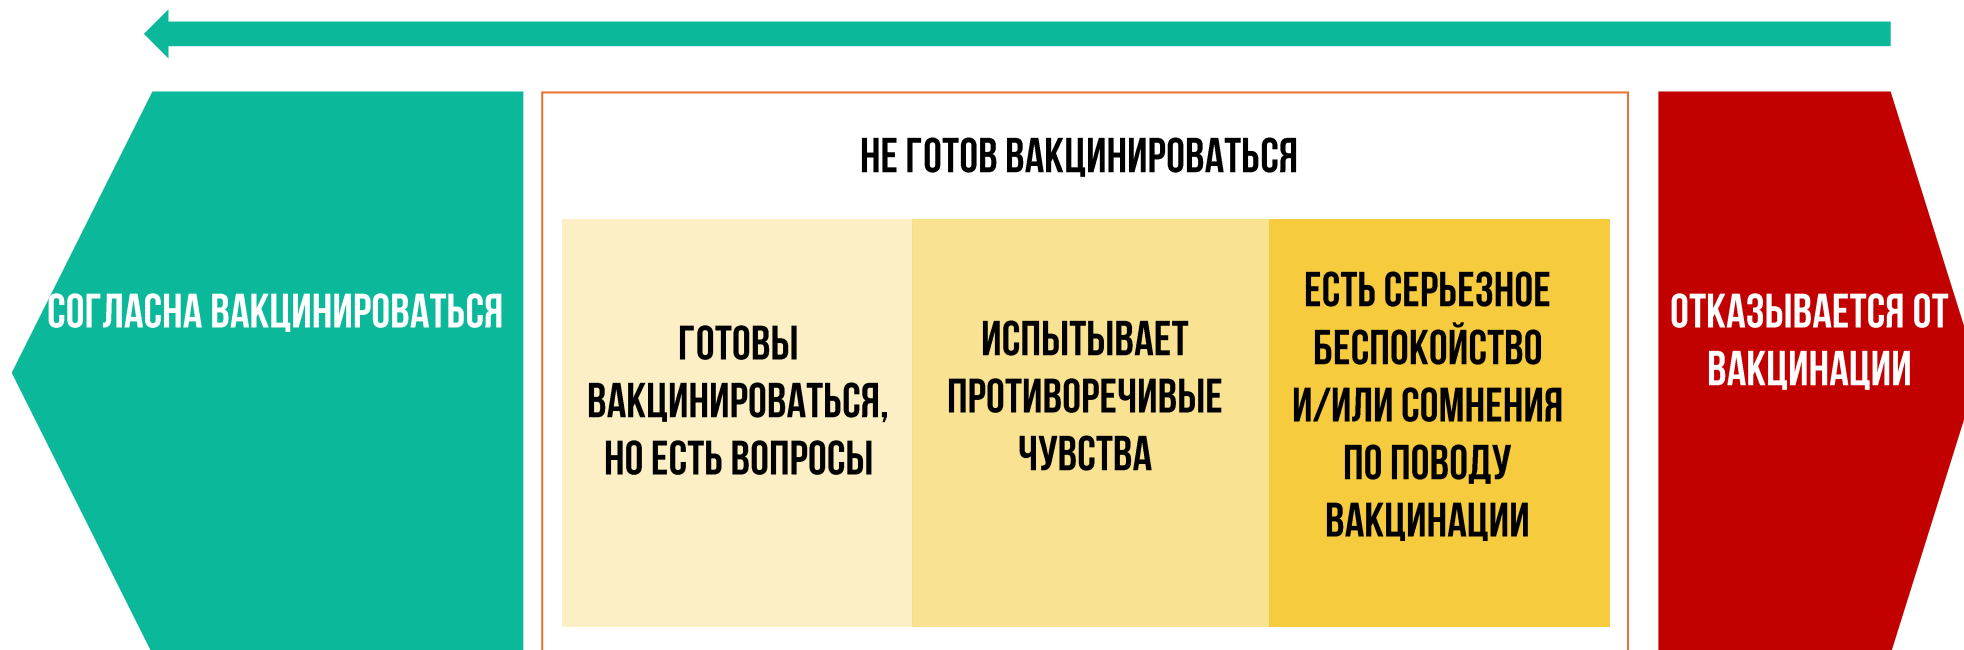 НЕ ГОТОВ ВАКЦИНИРОВАТЬСЯ
СОГЛАСНА ВАКЦИНИРОВАТЬСЯ
ГОТОВЫ
ВАКЦИНИРОВАТЬСЯ,
НО ЕСТЬ ВОПРОСЫ
ИСПЫТЫВАЕТ
ПРОТИВОРЕЧИВЫЕ
ЧУВСТВА
ЕСТЬ СЕРЬЕЗНОЕ
БЕСПОКОЙСТВО
И/ИЛИ СОМНЕНИЯ
ПО ПОВОДУ
ВАКЦИНАЦИИ
ОТКАЗЫВАЕТСЯ ОТ
ВАКЦИНАЦИИ